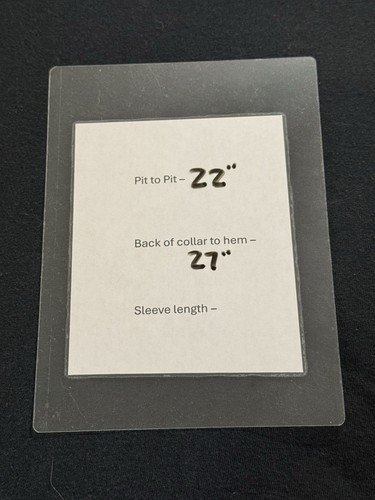 Pit to Pit – 22"
Back of collar to hem –
27"
Sleeve length –